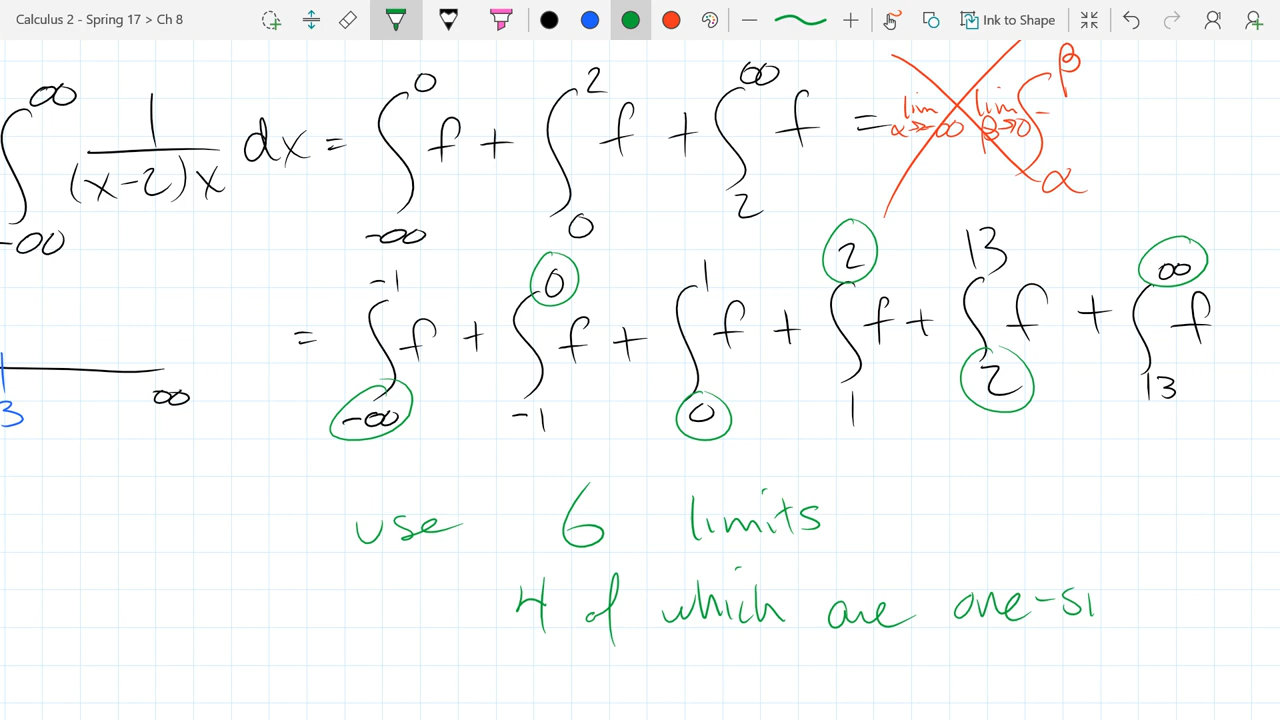 Calculus 2 - Spring 17 > Ch 8
Ink to Shape
∫_{-∞}^{∞} 1/((x-2)x) dx = ∫_{-∞}^{0} f + ∫_{0}^{2} f + ∫_{2}^{∞} f = lim_{α→-∞} lim_{β→0} ∫_{α}^{β}
= ∫_{-∞}^{-1} f + ∫_{-1}^{0} f + ∫_{0}^{1} f + ∫_{1}^{2} f + ∫_{2}^{13} f + ∫_{13}^{∞} f
∞
3
use 6 limits
4 of which are one-si